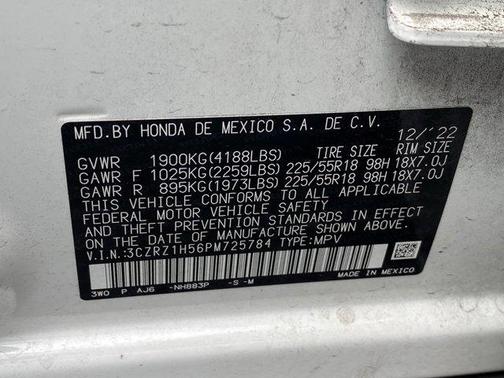 MFD.BY HONDA DE MEXICO S.A. DE C.V. 12/'22
GVWR 1900KG(4188LBS) TIRE SIZE RIM SIZE
GAWR F 1025KG(2259LBS) 225/55R18 98H 18X7.0J
GAWR R 895KG(1973LBS) 225/55R18 98H 18X7.0J
THIS VEHICLE CONFORMS TO ALL APPLICABLE
FEDERAL MOTOR VEHICLE SAFETY STANDARDS IN EFFECT
ON THE DATE OF MANUFACTURE SHOWN ABOVE.
V.I.N.:3CZRZ1H56PM725784 TYPE:MPV
3W0 P AJ6 -NH883P -S -M MADE IN MEXICO